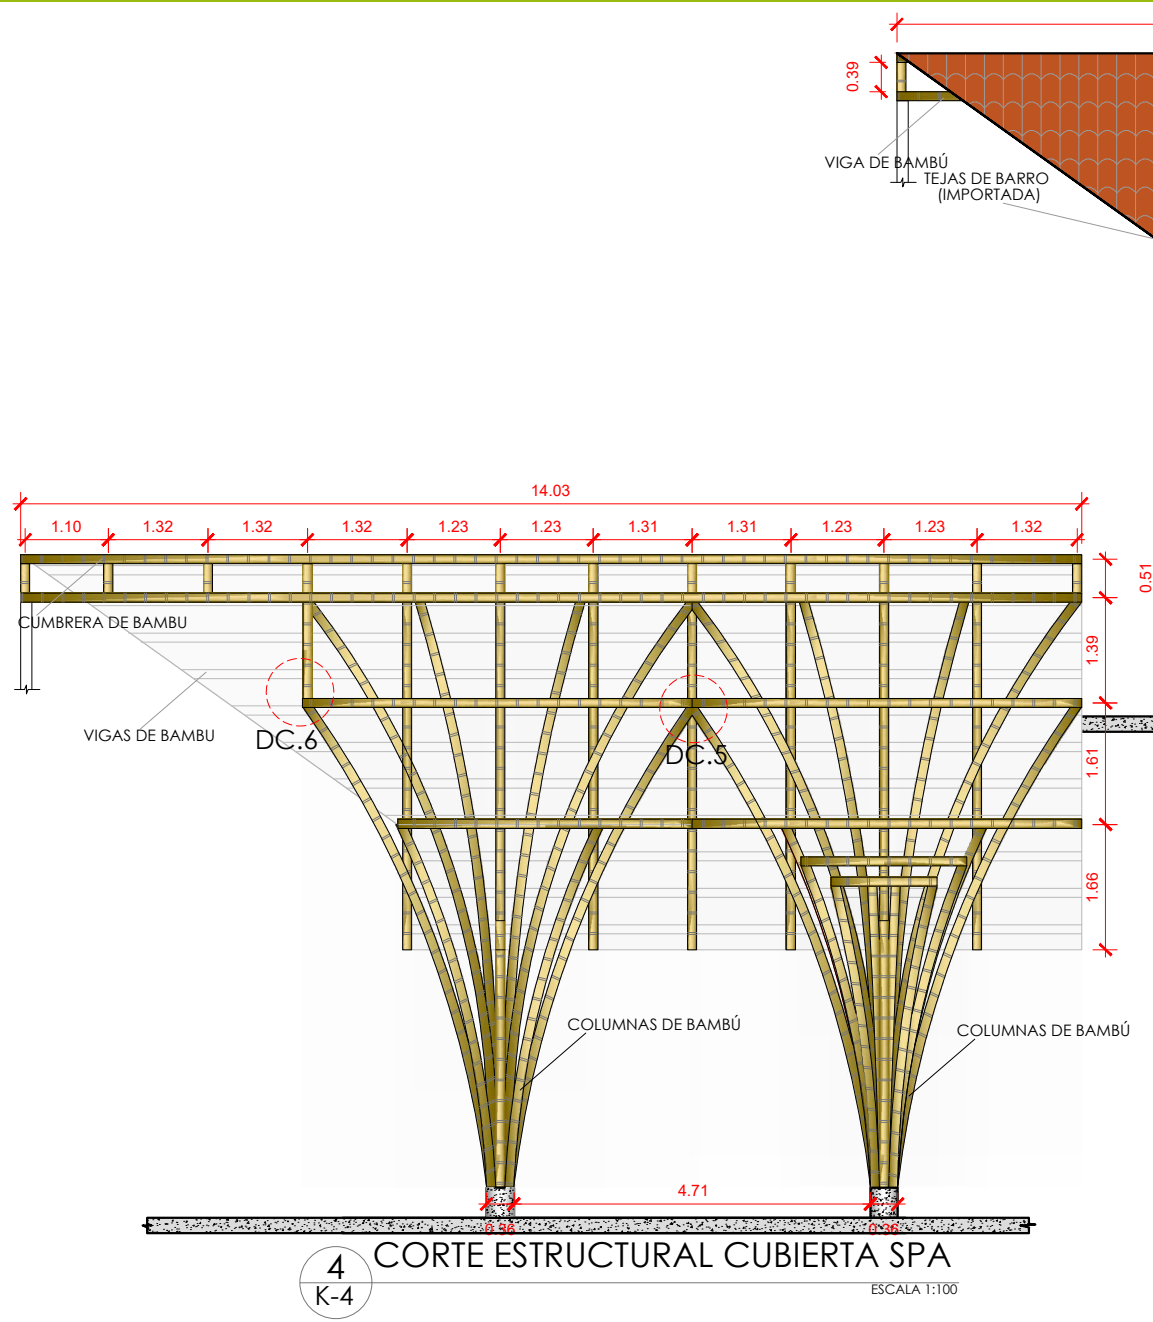 0.39
VIGA DE BAMBÚ
TEJAS DE BARRO
(IMPORTADA)
14.03
1.10 1.32 1.32 1.32 1.23 1.23 1.31 1.31 1.23 1.23 1.32
0.51
CUMBRERA DE BAMBU
1.39
VIGAS DE BAMBU
DC.6
DC.5
1.61
1.66
COLUMNAS DE BAMBÚ
COLUMNAS DE BAMBÚ
4.71
0.36 0.36
CORTE ESTRUCTURAL CUBIERTA SPA
4
K-4
ESCALA 1:100